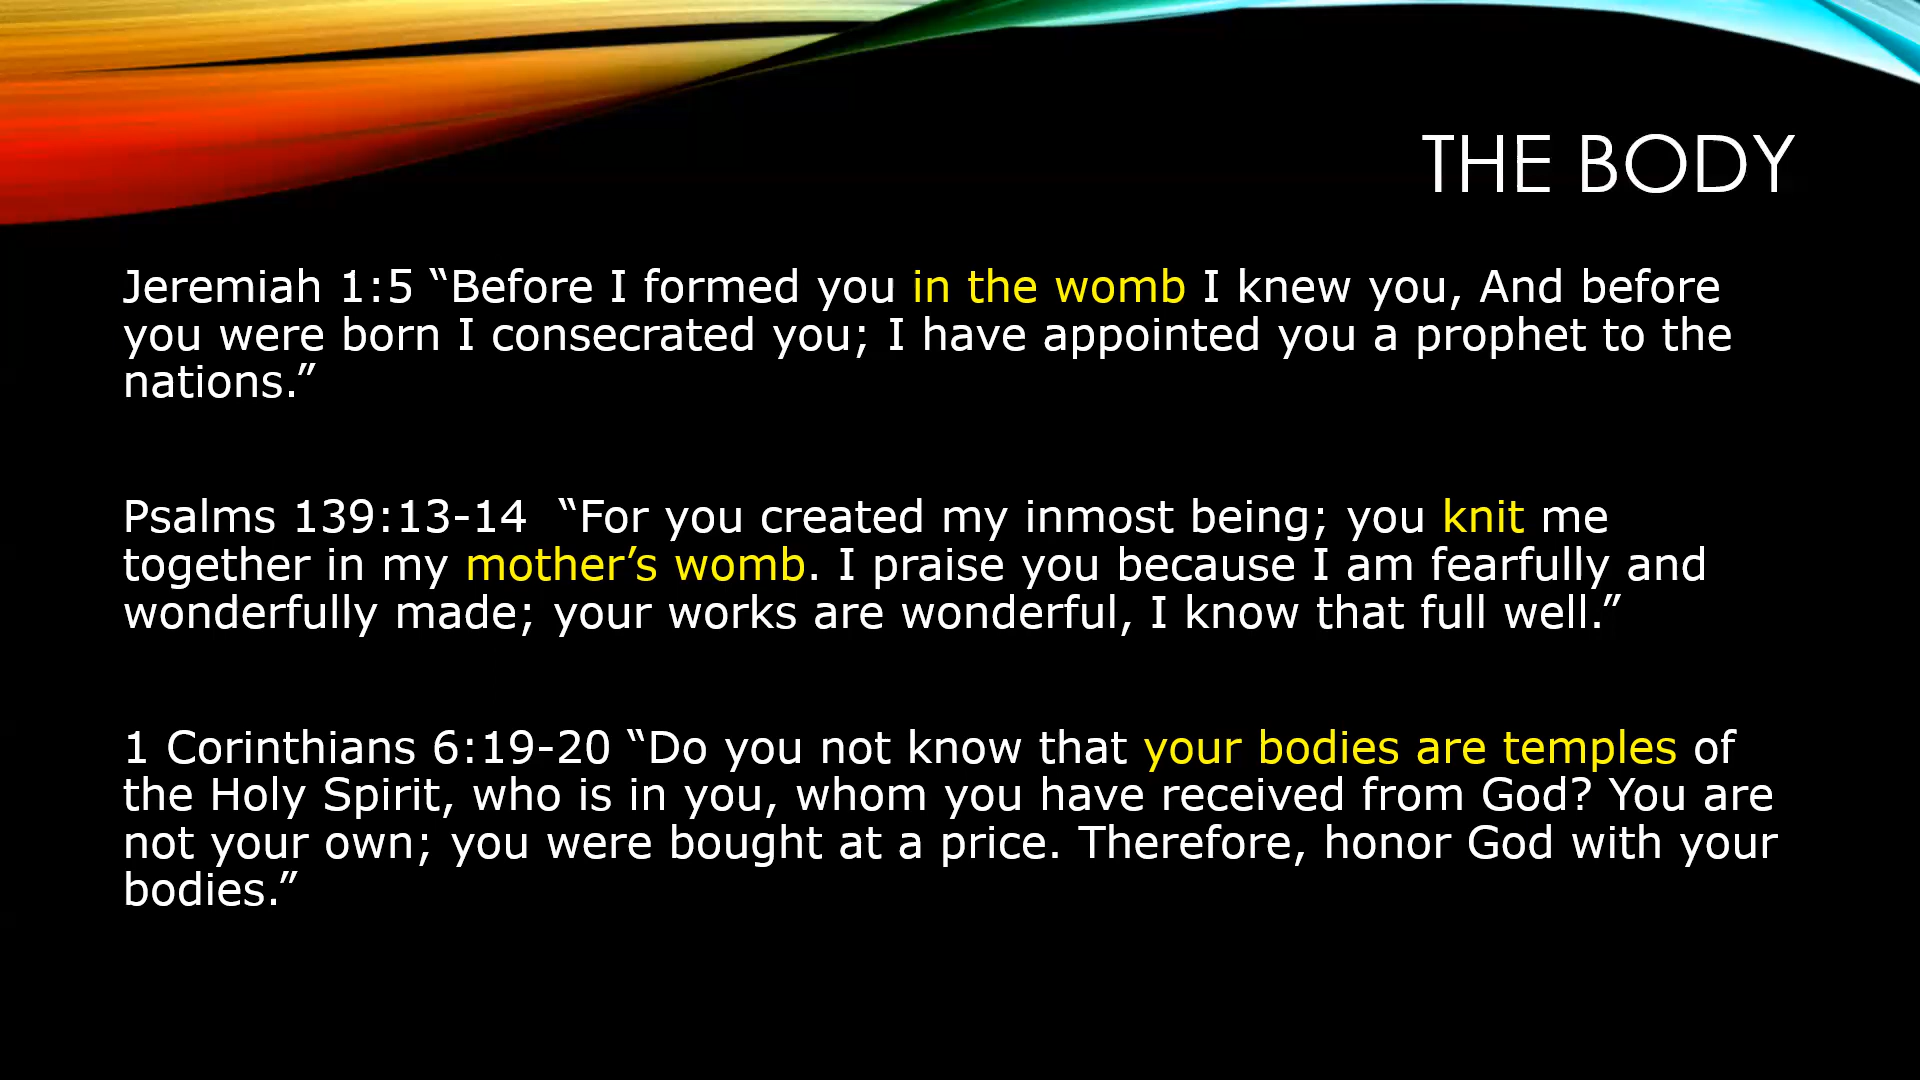 THE BODY
Jeremiah 1:5 “Before I formed you in the womb I knew you, And before
you were born I consecrated you; I have appointed you a prophet to the
nations.”
Psalms 139:13-14  “For you created my inmost being; you knit me
together in my mother’s womb. I praise you because I am fearfully and
wonderfully made; your works are wonderful, I know that full well.”
1 Corinthians 6:19-20 “Do you not know that your bodies are temples of
the Holy Spirit, who is in you, whom you have received from God? You are
not your own; you were bought at a price. Therefore, honor God with your
bodies.”